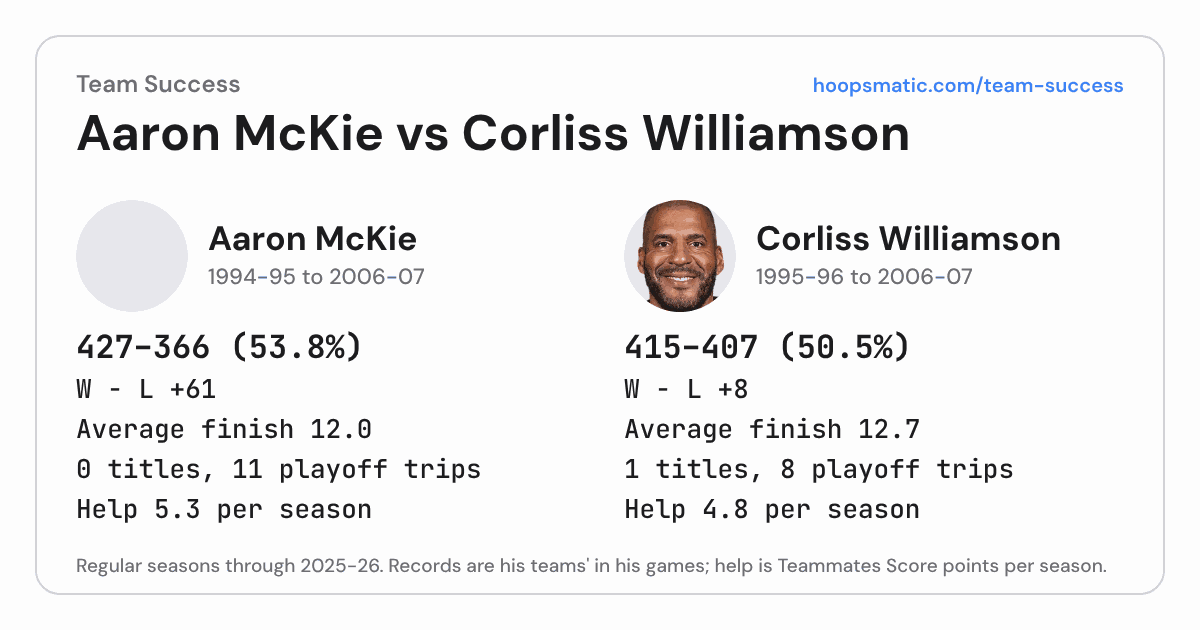 Team Success
hoopsmatic.com/team-success
Aaron McKie vs Corliss Williamson
Aaron McKie
1994–95 to 2006–07
427–366 (53.8%)
W - L +61
Average finish 12.0
0 titles, 11 playoff trips
Help 5.3 per season
Corliss Williamson
1995–96 to 2006–07
415–407 (50.5%)
W - L +8
Average finish 12.7
1 titles, 8 playoff trips
Help 4.8 per season
Regular seasons through 2025-26. Records are his teams' in his games; help is Teammates Score points per season.